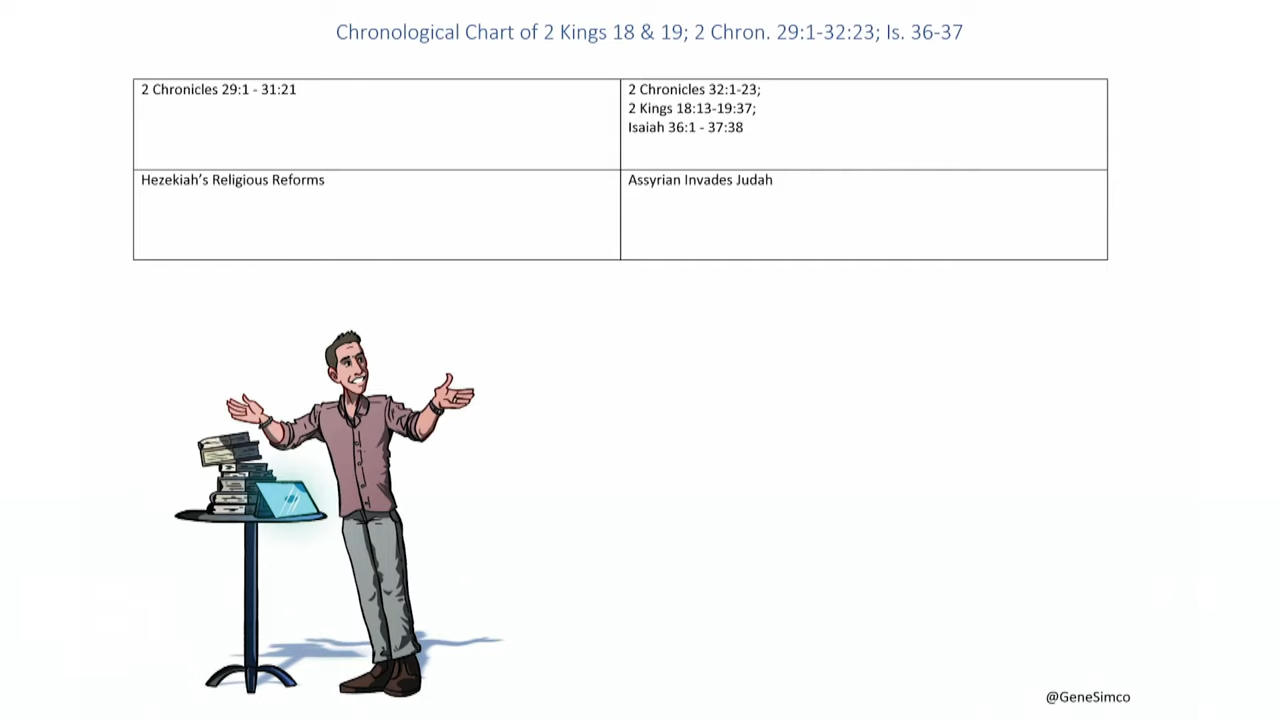 Chronological Chart of 2 Kings 18 & 19; 2 Chron. 29:1-32:23; Is. 36-37
2 Chronicles 29:1 - 31:21
2 Chronicles 32:1-23;
2 Kings 18:13-19:37;
Isaiah 36:1 - 37:38
Hezekiah’s Religious Reforms
Assyrian Invades Judah
@GeneSimco